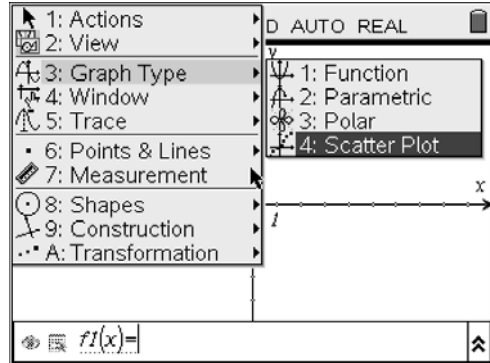 1: Actions
2: View
3: Graph Type
4: Window
5: Trace
6: Points & Lines
7: Measurement
8: Shapes
9: Construction
A: Transformation
D AUTO REAL
y
1: Function
2: Parametric
3: Polar
4: Scatter Plot
x
1
f1(x)=